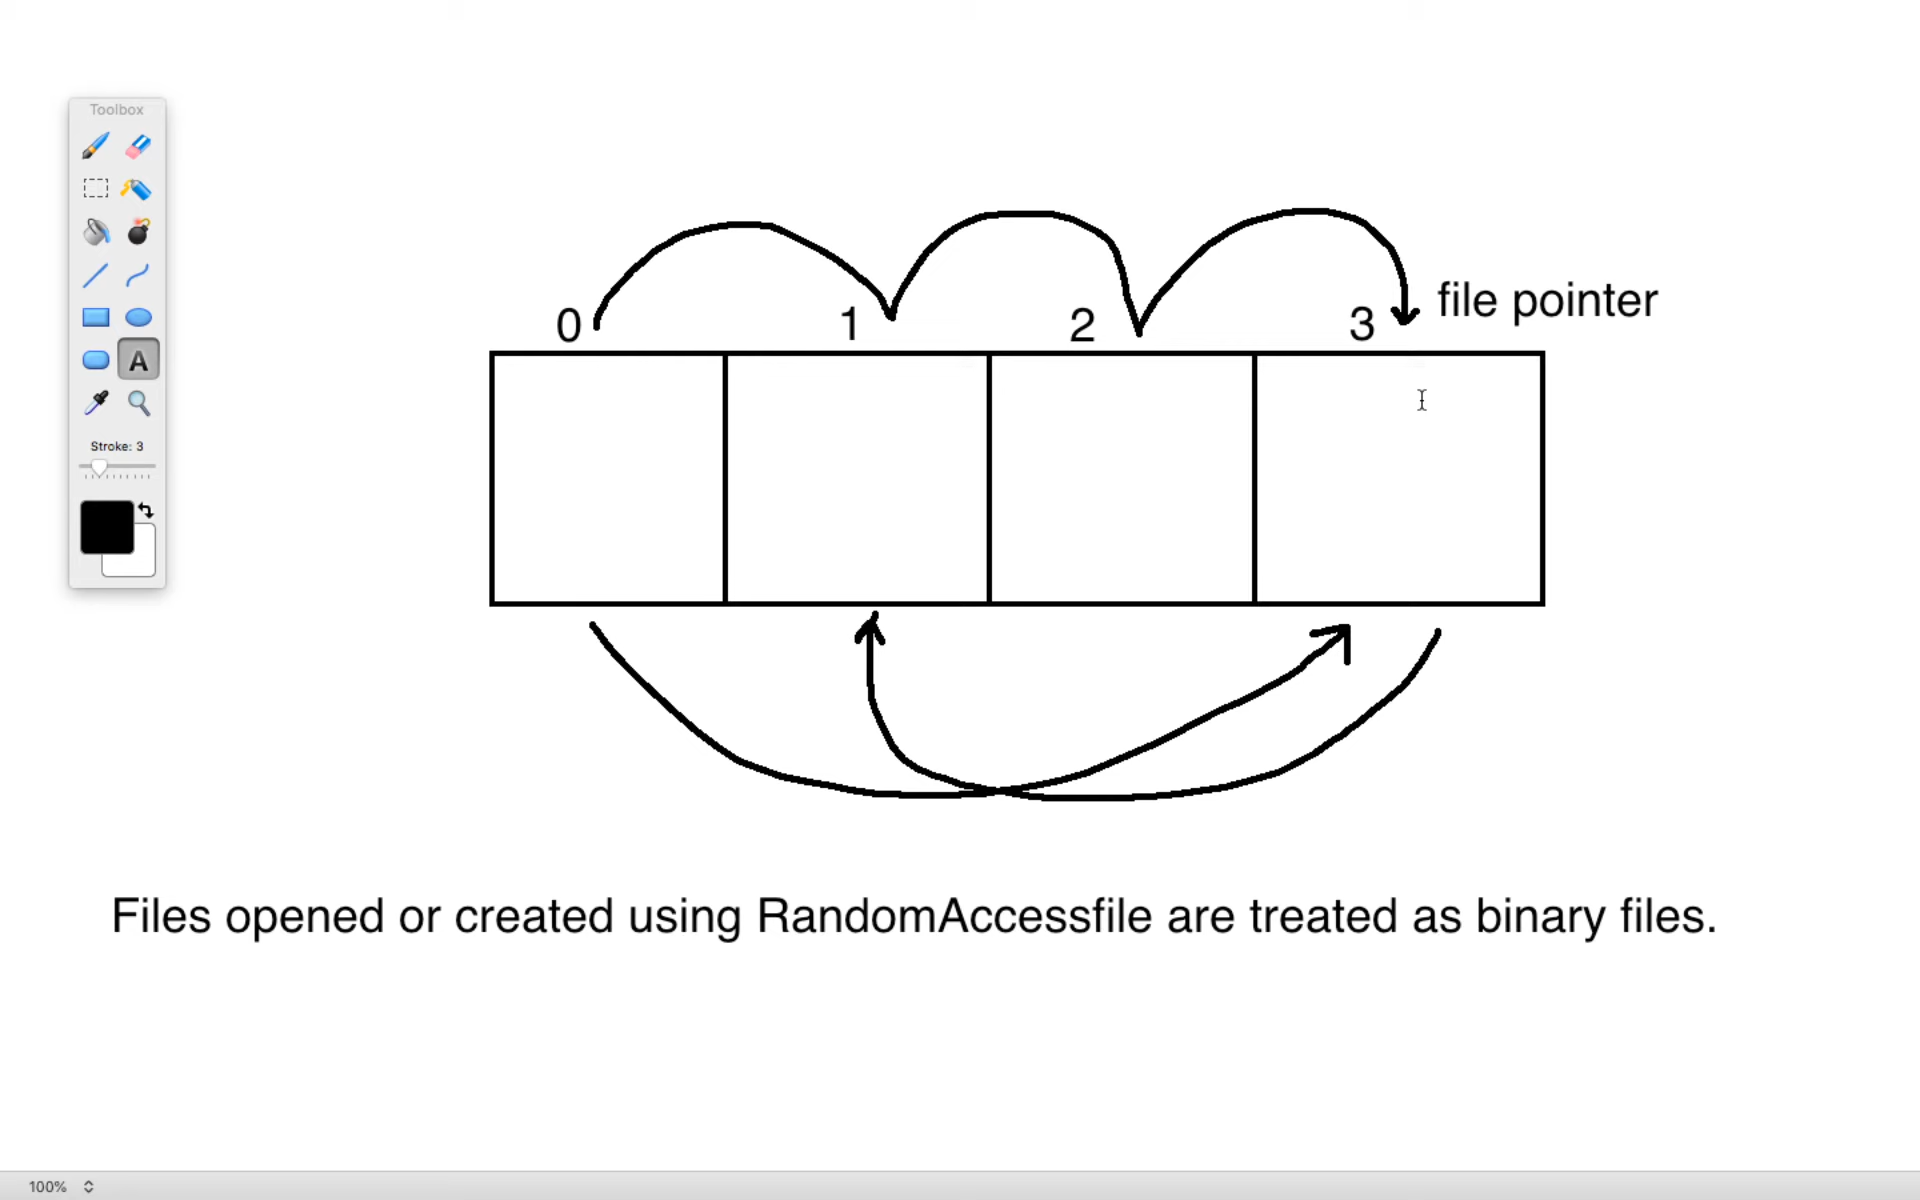 Toolbox
A
Stroke: 3
0 1 2 3
file pointer
Files opened or created using RandomAccessfile are treated as binary files.
100%